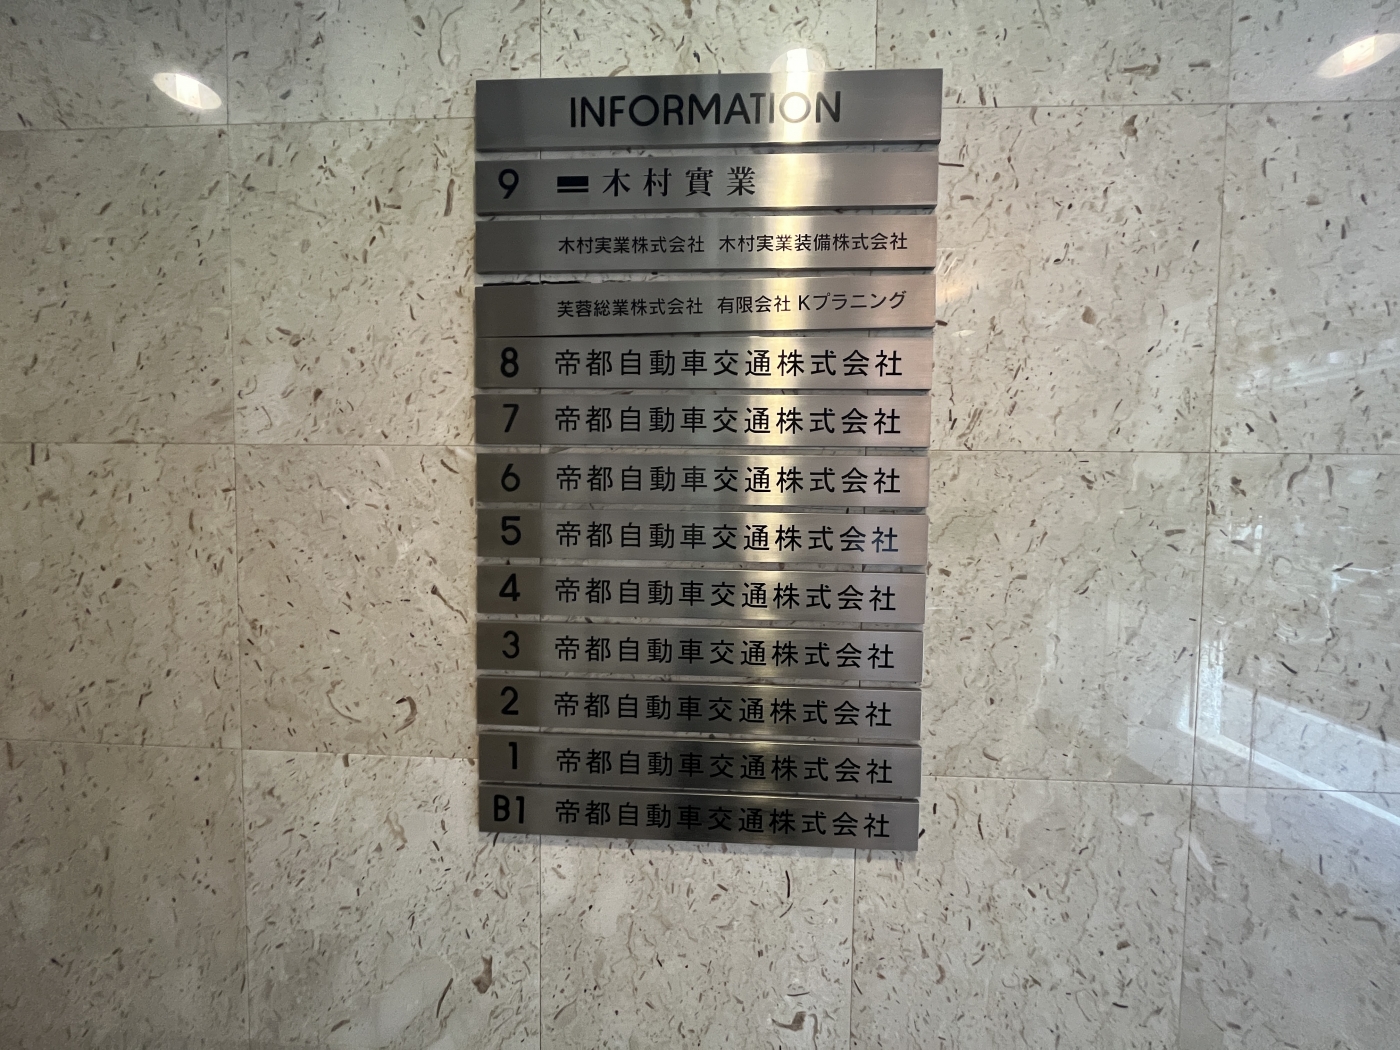 INFORMATION
9 木村實業
木村実業株式会社 木村実業装備株式会社
芙蓉総業株式会社 有限会社 Kプラニング
8 帝都自動車交通株式会社
7 帝都自動車交通株式会社
6 帝都自動車交通株式会社
5 帝都自動車交通株式会社
4 帝都自動車交通株式会社
3 帝都自動車交通株式会社
2 帝都自動車交通株式会社
1 帝都自動車交通株式会社
B1 帝都自動車交通株式会社